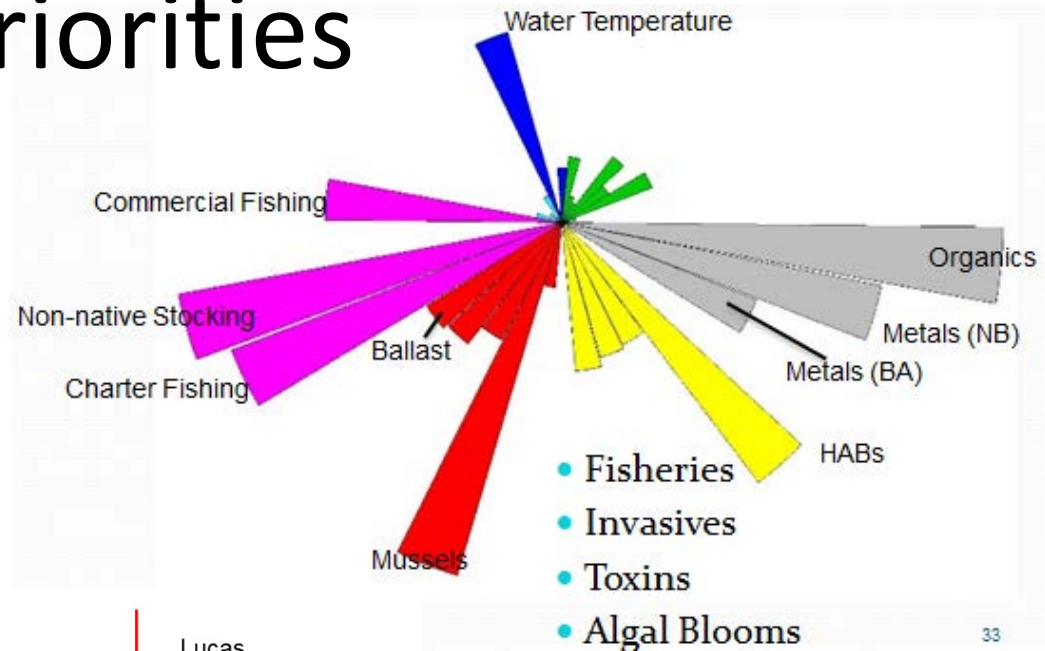 riorities
Water Temperature
Commercial Fishing
Organics
Non-native Stocking
Metals (NB)
Ballast
Metals (BA)
Charter Fishing
HABs
• Fisheries
• Invasives
Mussels
• Toxins
• Algal Blooms
33
Lucas